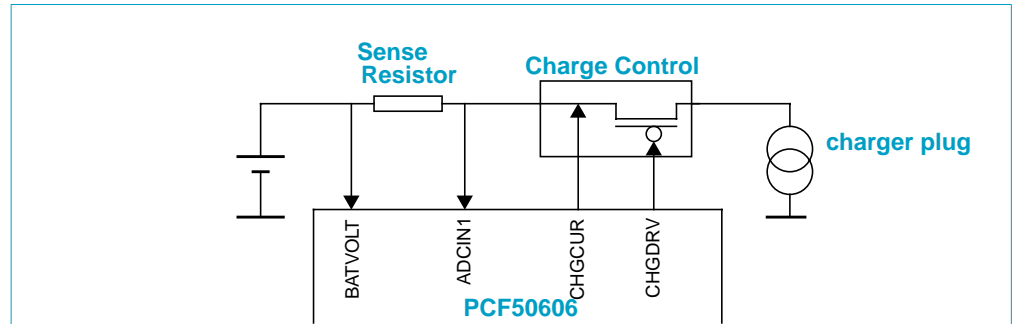 Sense
Resistor
Charge Control
charger plug
BATVOLT
ADCIN1
CHGCUR
CHGDRV
PCF50606